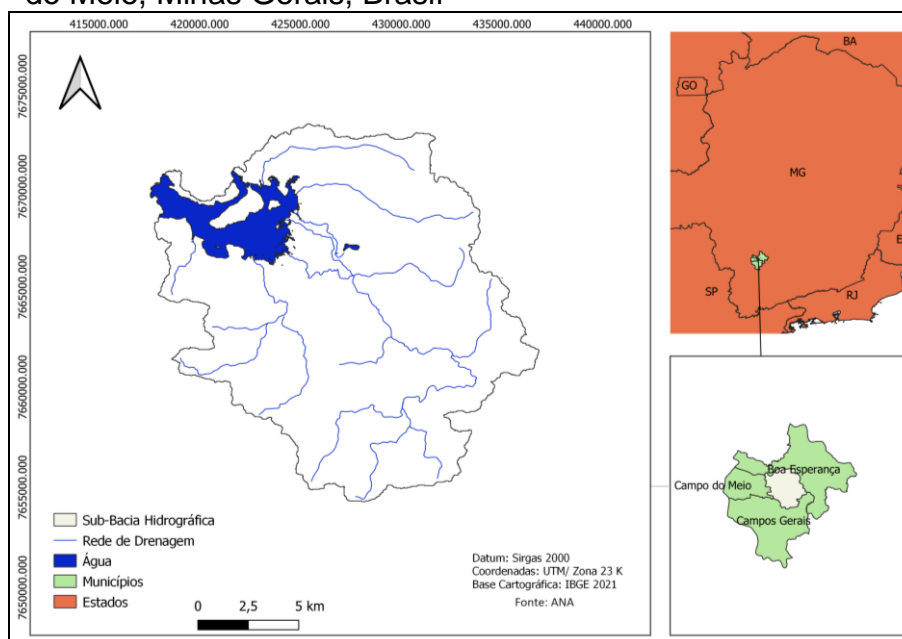 do Meio, Minas Gerais, Brasil
415000.000 420000.000 425000.000 430000.000 435000.000 440000.000
7675000.000
7670000.000
7665000.000
7660000.000
7655000.000
7650000.000
Sub-Bacia Hidrográfica
Rede de Drenagem
Água
Municípios
Estados
0 2,5 5 km
Datum: Sirgas 2000
Coordenadas: UTM/ Zona 23 K
Base Cartográfica: IBGE 2021
Fonte: ANA
BA
GO
MG
E
SP
RJ
Boa Esperança
Campo do Meio
Campos Gerais